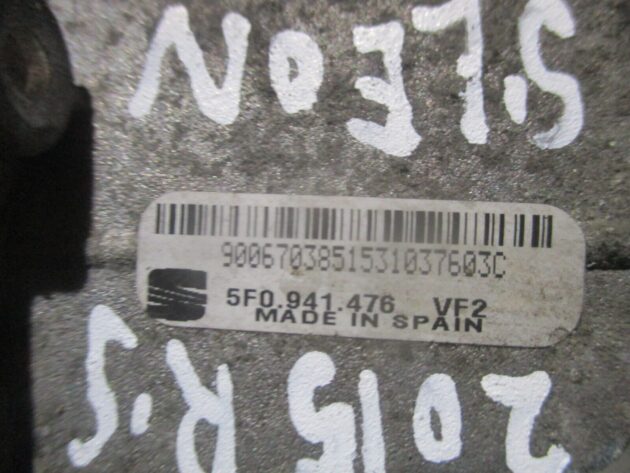 9006703851531037603C
5F0.941.476 VF2
MADE IN SPAIN
S.LEON
2015 R.S